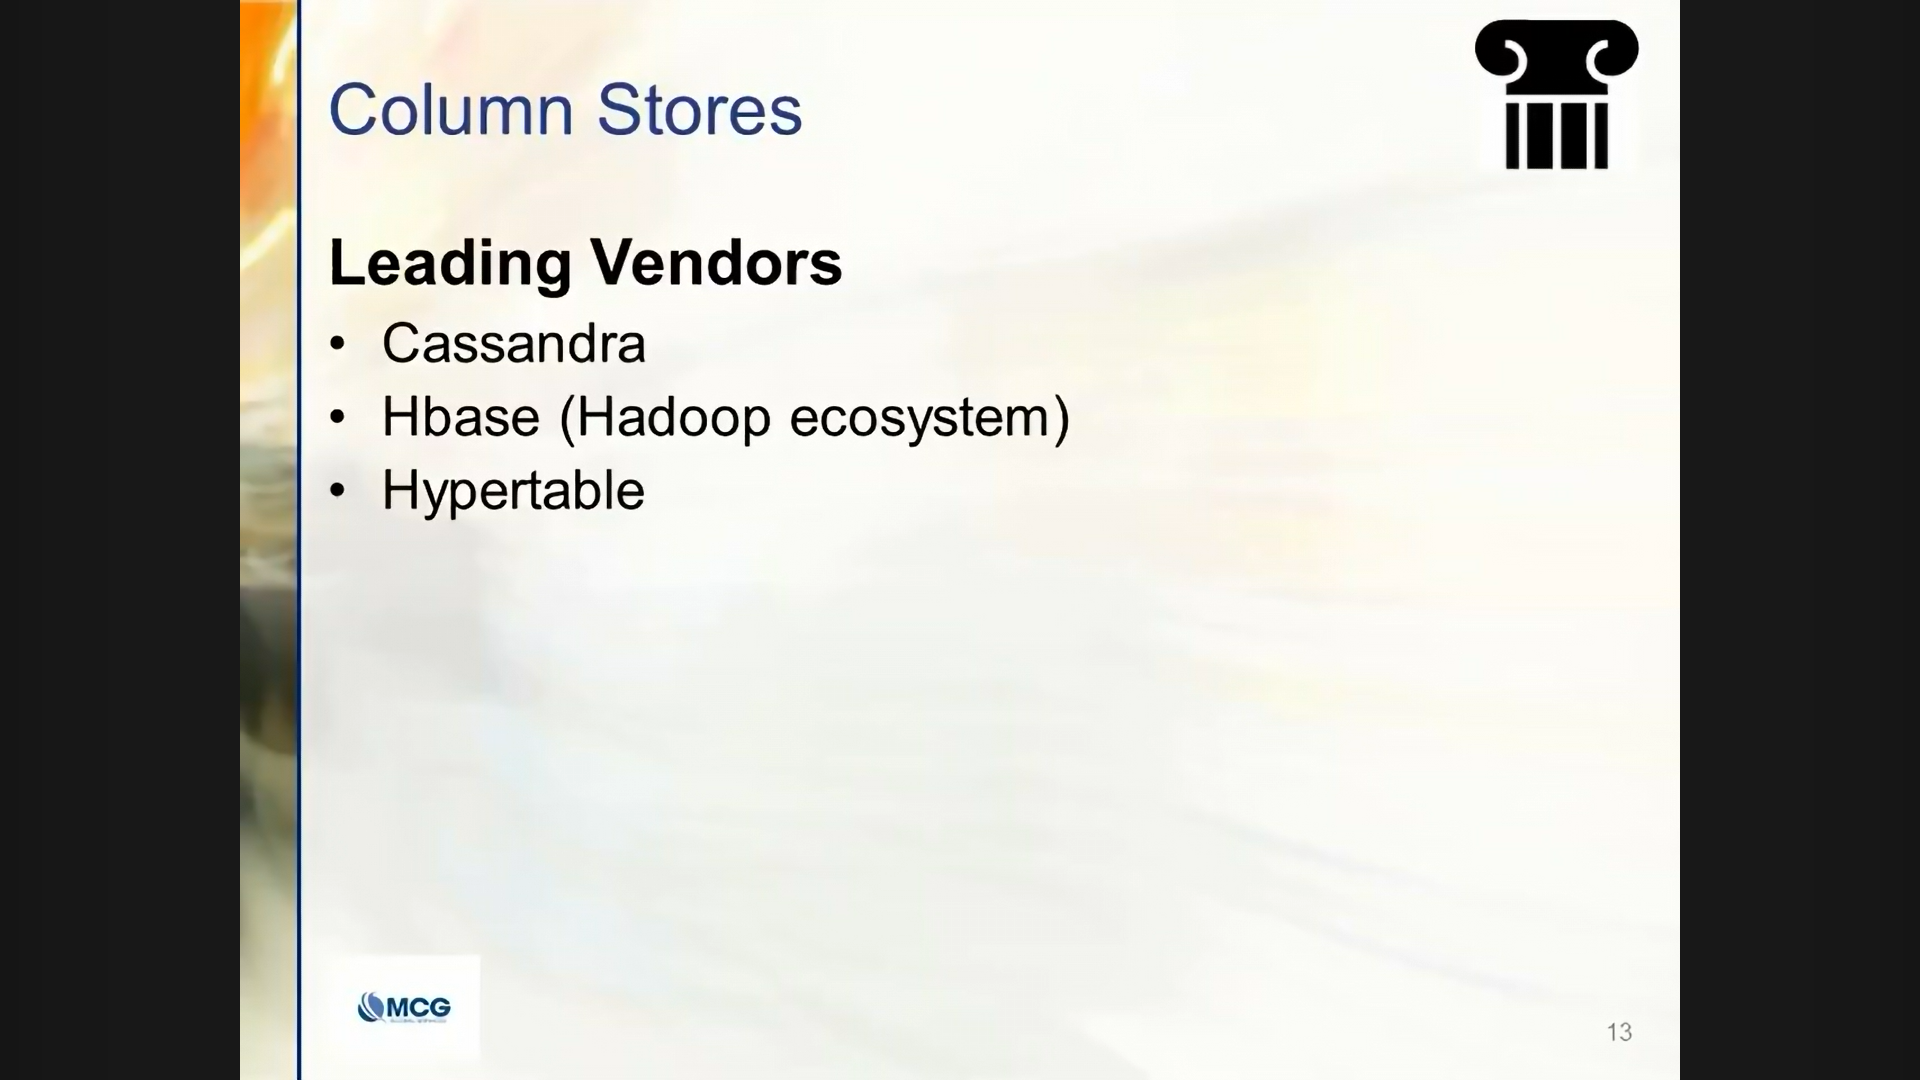 Column Stores
Leading Vendors
• Cassandra
• Hbase (Hadoop ecosystem)
• Hypertable
MCG
13